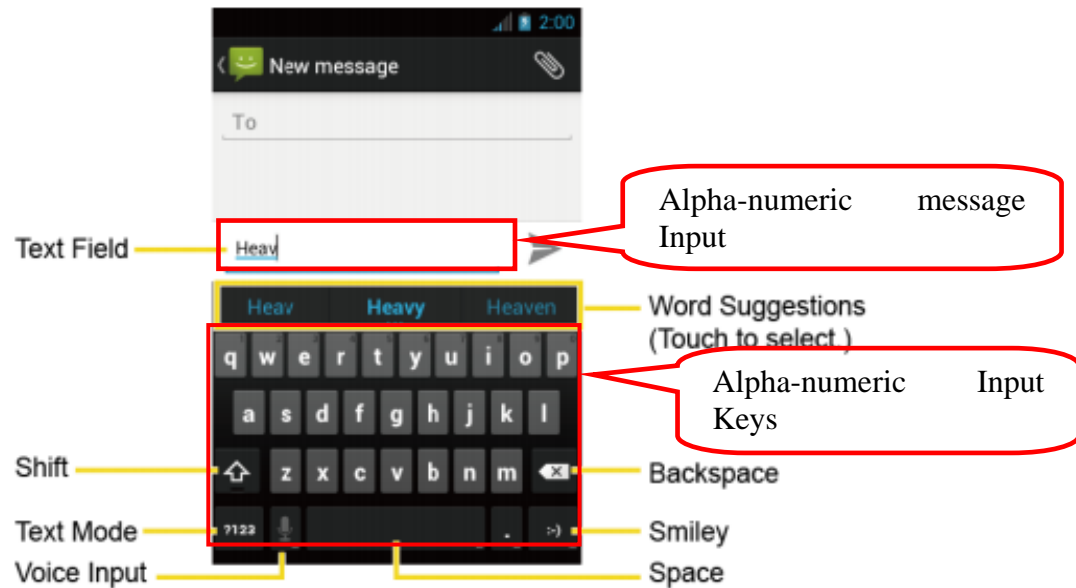 2:00
New message
To
Alpha-numeric message
Input
Text Field
Heav
Heav Heavy Heaven
Word Suggestions
(Touch to select )
q w e r t y u i o p
Alpha-numeric Input
Keys
a s d f g h j k l
Shift
z x c v b n m
Backspace
Text Mode
?123
. :-)
Smiley
Voice Input
Space